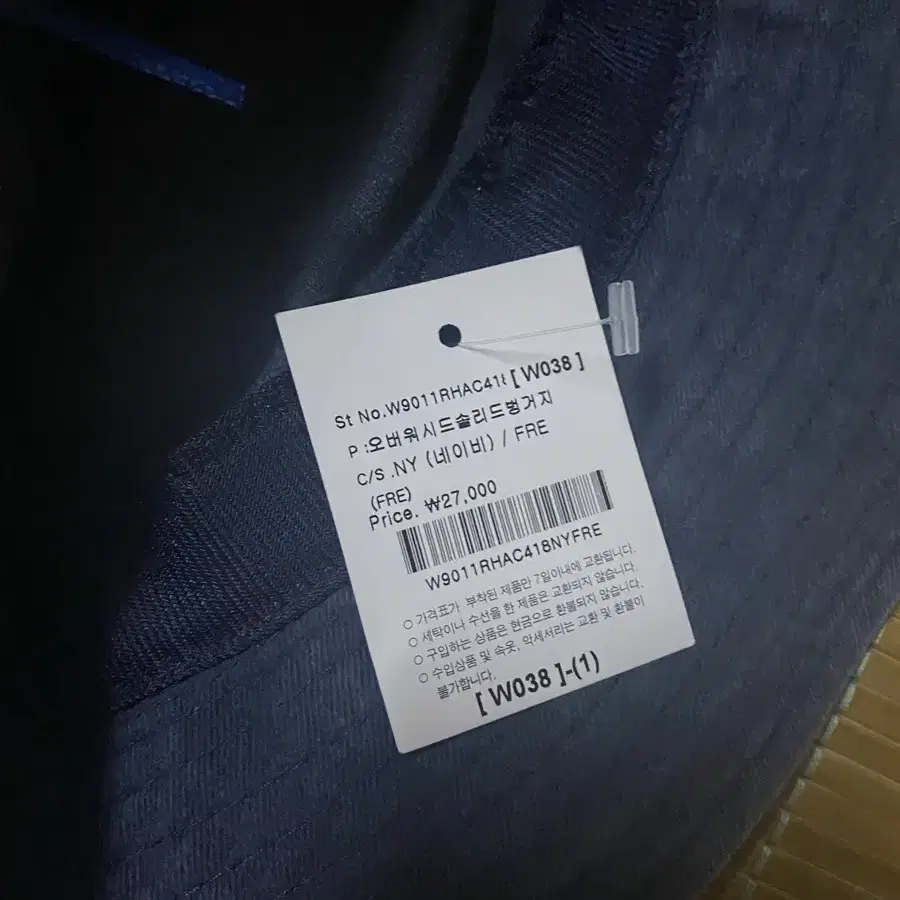 St No.W9011RHAC418 [ W038 ]
P :오버워시드솔리드벙거지
C/S .NY (네이비) / FRE
(FRE)
Price. ₩27,000
W9011RHAC418NYFRE
○ 가격표가 부착된 제품만 7일이내에 교환됩니다.
○ 세탁이나 수선을 한 제품은 교환되지 않습니다.
○ 구입하는 상품은 현금으로 환불되지 않습니다.
○ 수입상품 및 속옷, 악세서리는 교환 및 환불이
불가합니다.
[ W038 ]-(1)